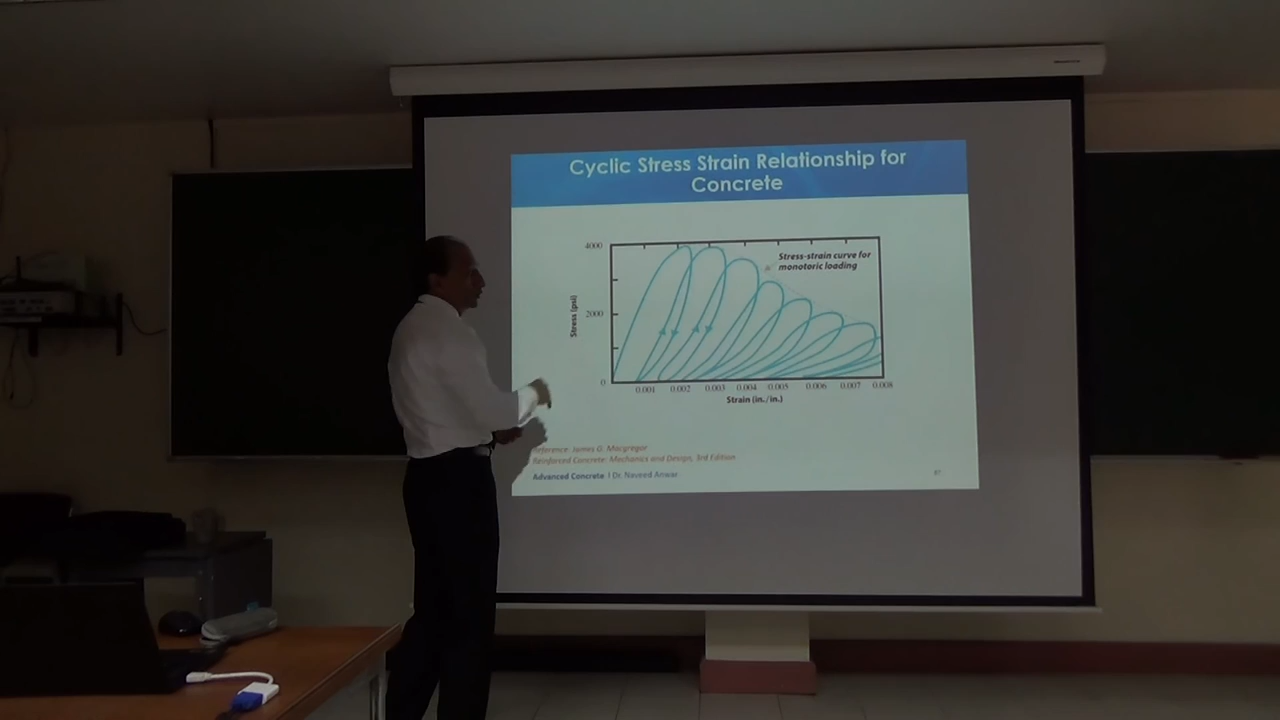 Cyclic Stress Strain Relationship for
Concrete
4000
Stress-strain curve for
monotoric loading
Stress (psi)
2000
0
0.001 0.002 0.003 0.004 0.005 0.006 0.007 0.008
Strain (in./in.)
Reference: James G. Macgregor
Reinforced Concrete: Mechanics and Design, 3rd Edition
Advanced Concrete I Dr. Naveed Anwar